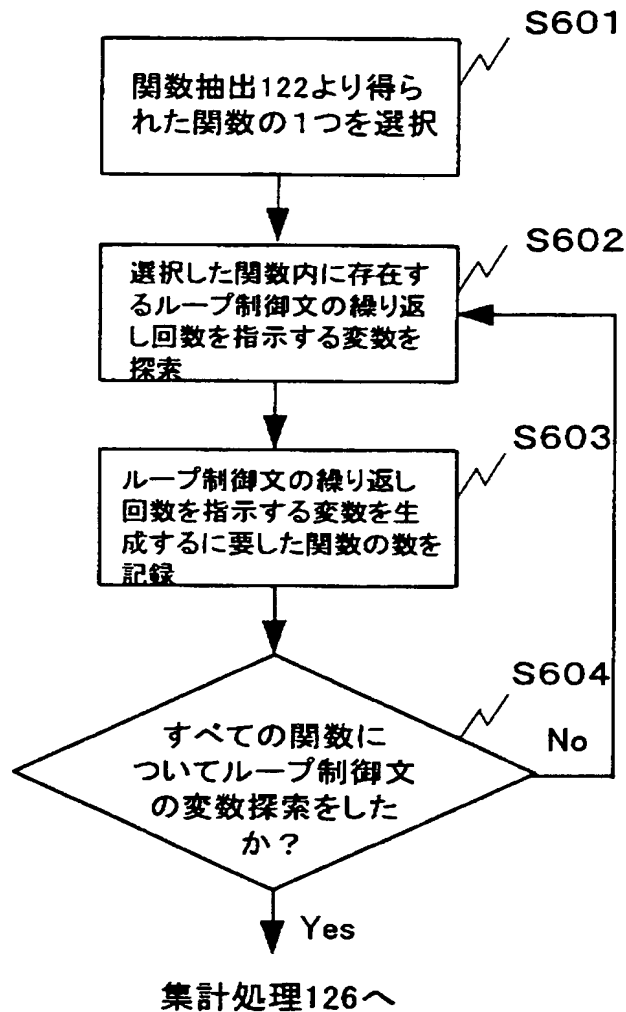 S601
関数抽出122より得ら
れた関数の1つを選択
S602
選択した関数内に存在す
るループ制御文の繰り返
し回数を指示する変数を
探索
S603
ループ制御文の繰り返し
回数を指示する変数を生
成するに要した関数の数を
記録
S604
すべての関数に
ついてループ制御文
の変数探索をした
か？
No
Yes
集計処理126へ